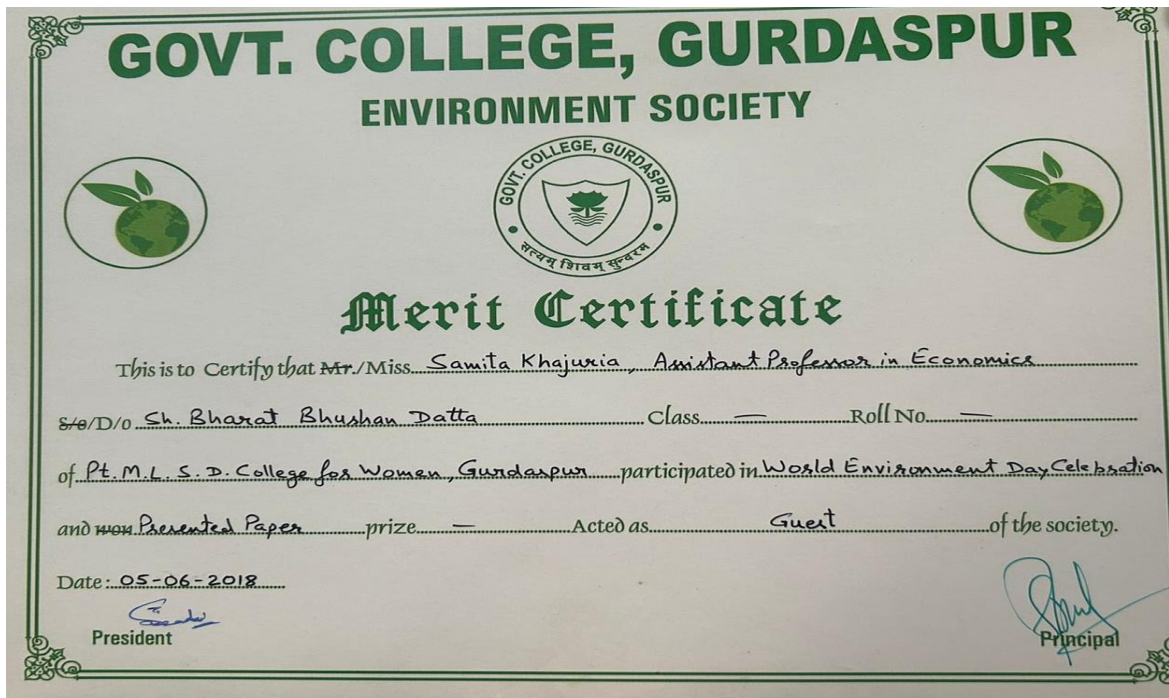 GOVT. COLLEGE, GURDASPUR
ENVIRONMENT SOCIETY
GOVT. COLLEGE, GURDASPUR
सत्यम् शिवम् सुन्दरम्
Merit Certificate
This is to Certify that Mr./Miss Samita Khajuria, Assistant Professor in Economics
S/o/D/o Sh. Bharat Bhushan Datta Class — Roll No. —
of Pt. M.L. S. D. College for Women, Gurdaspur participated in World Environment Day Celebration
and won Presented Paper prize — Acted as Guest of the society.
Date: 05-06-2018
President
Principal